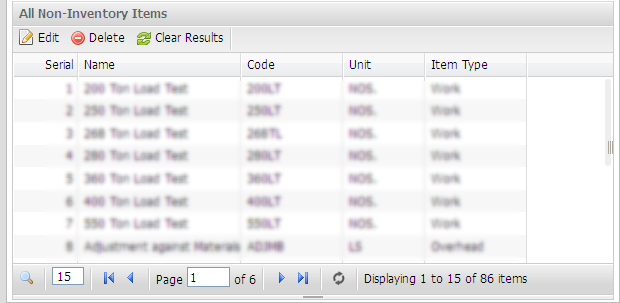 All Non-Inventory Items
Edit Delete Clear Results
Serial Name Code Unit Item Type
1 200 Ton Load Test 200LT NOS. Work
2 250 Ton Load Test 250LT NOS. Work
3 268 Ton Load Test 268TL NOS. Work
4 280 Ton Load Test 280LT NOS. Work
5 360 Ton Load Test 360LT NOS. Work
6 400 Ton Load Test 400LT NOS. Work
7 550 Ton Load Test 550LT NOS. Work
8 Adjustment against Materials LS Overhead
15 Page 1 of 6 Displaying 1 to 15 of 86 items